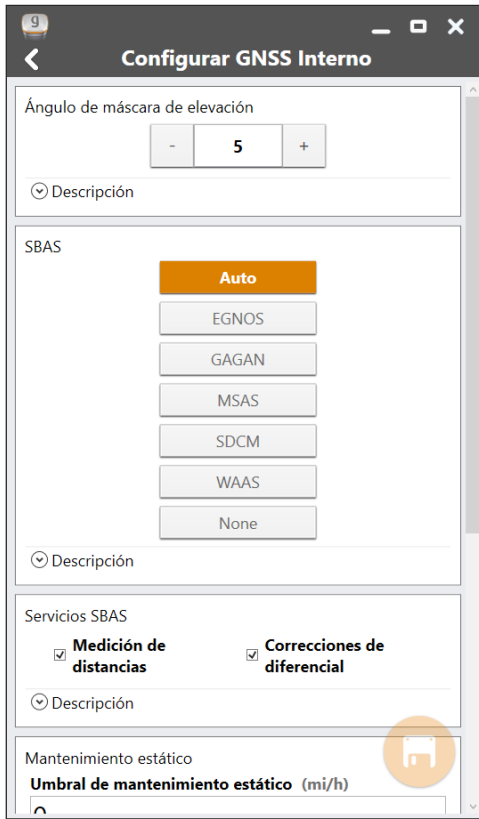 g
Configurar GNSS Interno
Ángulo de máscara de elevación
- 5 +
Descripción
SBAS
Auto
EGNOS
GAGAN
MSAS
SDCM
WAAS
None
Descripción
Servicios SBAS
Medición de
distancias
Correcciones de
diferencial
Descripción
Mantenimiento estático
Umbral de mantenimiento estático (mi/h)